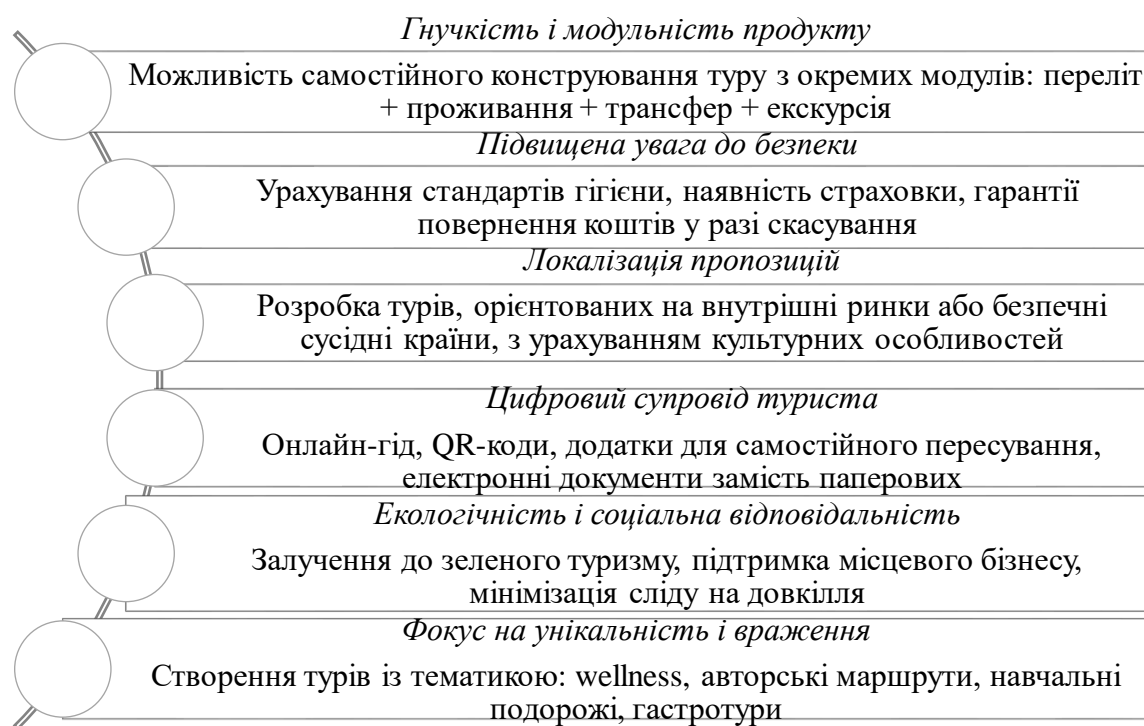 Гнучкість і модульність продукту
Можливість самостійного конструювання туру з окремих модулів: переліт
+ проживання + трансфер + екскурсія
Підвищена увага до безпеки
Урахування стандартів гігієни, наявність страховки, гарантії
повернення коштів у разі скасування
Локалізація пропозицій
Розробка турів, орієнтованих на внутрішні ринки або безпечні
сусідні країни, з урахуванням культурних особливостей
Цифровий супровід туриста
Онлайн-гід, QR-коди, додатки для самостійного пересування,
електронні документи замість паперових
Екологічність і соціальна відповідальність
Залучення до зеленого туризму, підтримка місцевого бізнесу,
мінімізація сліду на довкілля
Фокус на унікальність і враження
Створення турів із тематикою: wellness, авторські маршрути, навчальні
подорожі, гастротури